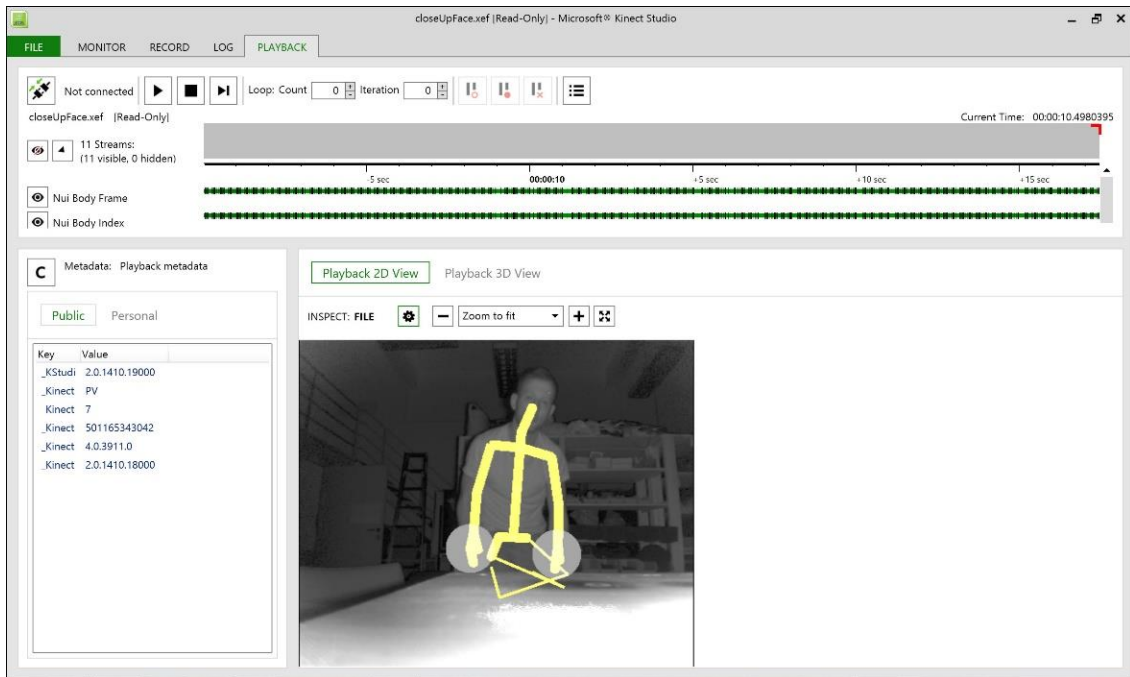 closeUpFace.xef |Read-Only| - Microsoft® Kinect Studio
FILE MONITOR RECORD LOG PLAYBACK
Not connected Loop: Count 0 Iteration 0
closeUpFace.xef |Read-Only| Current Time: 00:00:10.4980395
11 Streams:
(11 visible, 0 hidden)
-5 sec 00:00:10 +5 sec +10 sec +15 sec
Nui Body Frame
Nui Body Index
C Metadata: Playback metadata
Playback 2D View Playback 3D View
Public Personal
INSPECT: FILE Zoom to fit
Key Value
_KStudi 2.0.1410.19000
_Kinect PV
Kinect 7
_Kinect 501165343042
_Kinect 4.0.3911.0
_Kinect 2.0.1410.18000